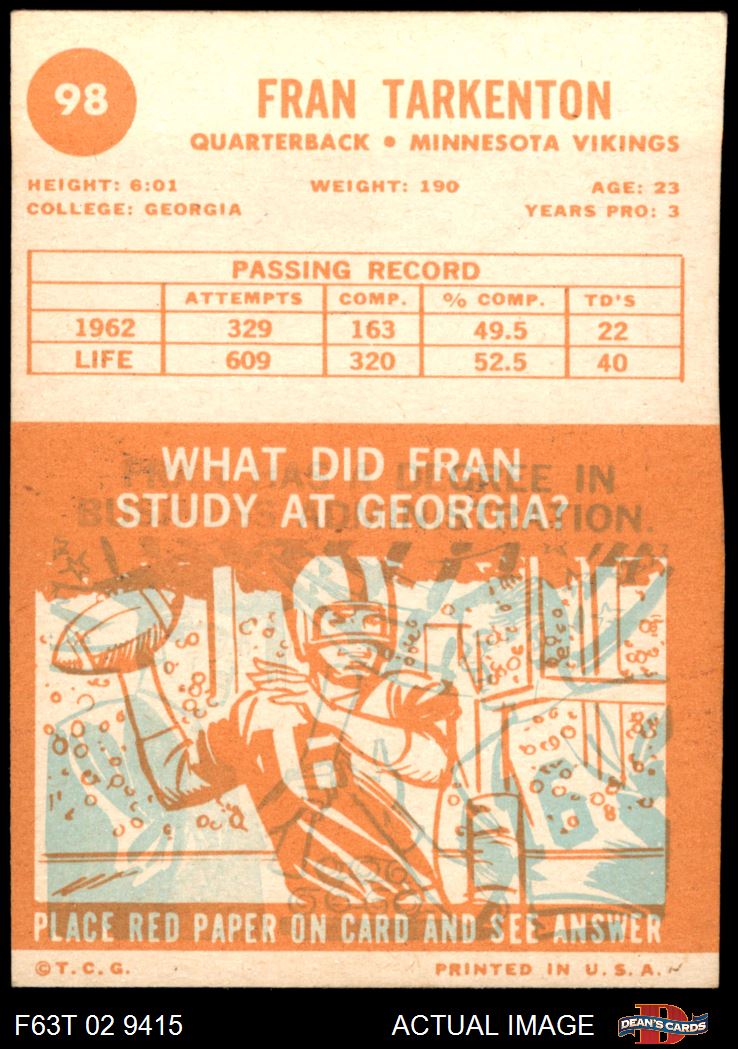 98
FRAN TARKENTON
QUARTERBACK • MINNESOTA VIKINGS
HEIGHT: 6:01 WEIGHT: 190 AGE: 23
COLLEGE: GEORGIA YEARS PRO: 3
PASSING RECORD
ATTEMPTS COMP. % COMP. TD'S
1962 329 163 49.5 22
LIFE 609 320 52.5 40
WHAT DID FRAN
STUDY AT GEORGIA?
DEGREE IN
ADMINISTRATION.
PLACE RED PAPER ON CARD AND SEE ANSWER
©T.C.G. PRINTED IN U.S.A.
F63T 02 9415 ACTUAL IMAGE DEAN'S CARDS